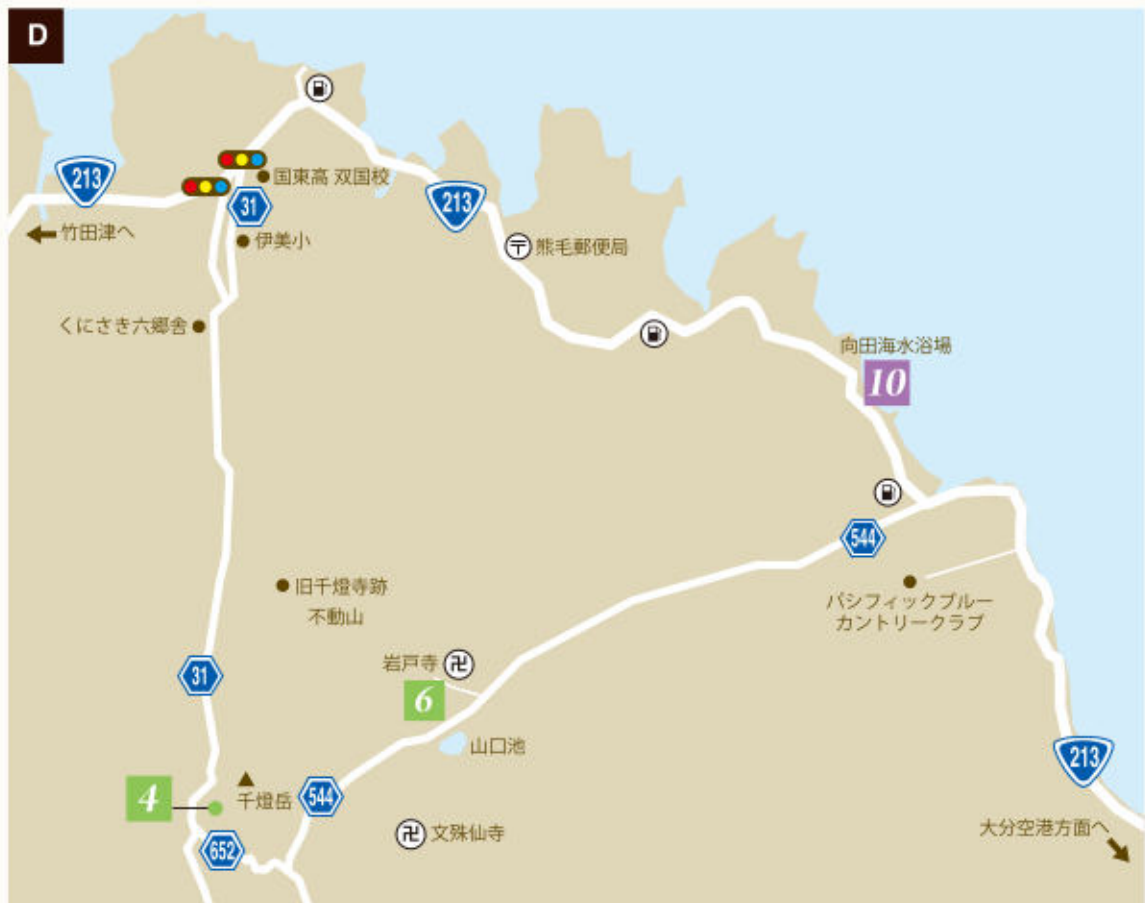 D
213
国東高 双国校
31
213
竹田津へ
伊美小
〒
熊毛郵便局
くにさき六郷舎
向田海水浴場
10
544
旧千燈寺跡
不動山
パシフィックブルー
カントリークラブ
岩戸寺
卍
31
6
山口池
213
4
千燈岳
544
大分空港方面へ
卍
文殊仙寺
652